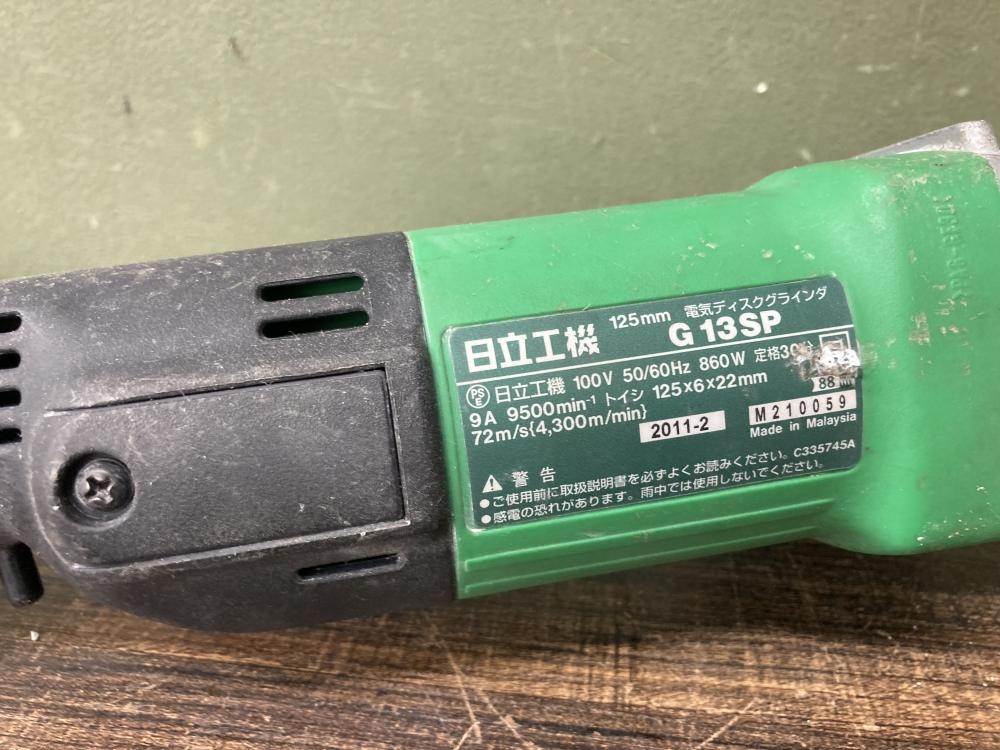 125mm 電気ディスクグラインダ
日立工機 G 13SP
PSE 日立工機 100V 50/60Hz 860W 定格30分
9A 9500min⁻¹ トイシ 125×6×22mm
72m/s{4,300m/min} 2011-2 M210059
Made in Malaysia
警告
●ご使用前に取扱説明書を必ずよくお読みください。C335745A
●感電の恐れがあります。雨中では使用しないでください。